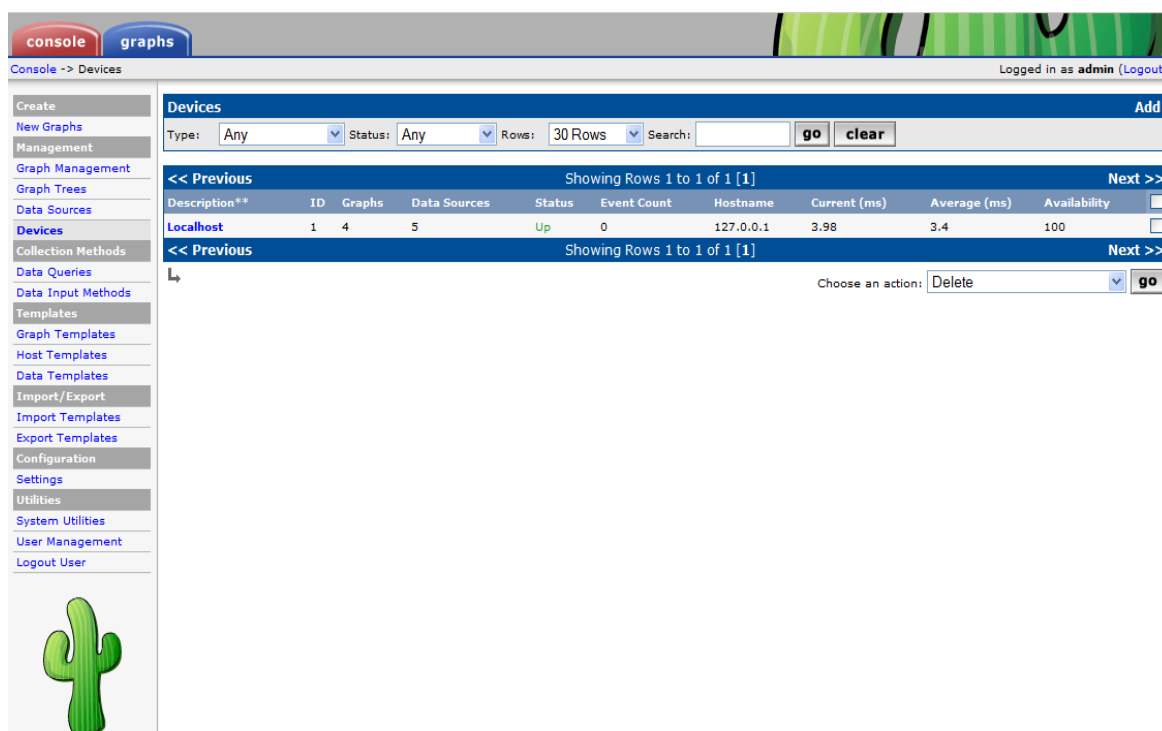 console graphs
Console -> Devices Logged in as admin (Logout
Create
New Graphs
Management
Graph Management
Graph Trees
Data Sources
Devices
Collection Methods
Data Queries
Data Input Methods
Templates
Graph Templates
Host Templates
Data Templates
Import/Export
Import Templates
Export Templates
Configuration
Settings
Utilities
System Utilities
User Management
Logout User
Devices Add
Type: Any Status: Any Rows: 30 Rows Search: go clear
<< Previous Showing Rows 1 to 1 of 1 [1] Next >>
Description** ID Graphs Data Sources Status Event Count Hostname Current (ms) Average (ms) Availability
Localhost 1 4 5 Up 0 127.0.0.1 3.98 3.4 100
<< Previous Showing Rows 1 to 1 of 1 [1] Next >>
Choose an action: Delete go